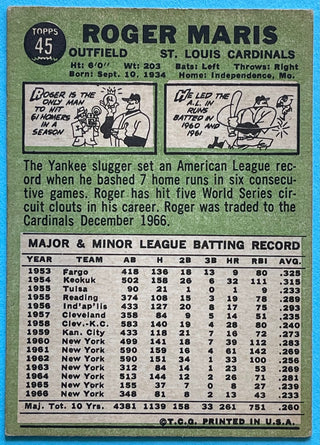 TOPPS
45
ROGER MARIS
OUTFIELD ST. LOUIS CARDINALS
Ht: 6'0" Wt: 203 Bats: Left Throws: Right
Born: Sept. 10, 1934 Home: Independence, Mo.
ROGER IS THE
ONLY MAN
TO HIT
61 HOMERS
IN A
SEASON
HE LED
THE A.L. IN
RUNS
BATTED IN
1960 AND
1961
The Yankee slugger set an American League rec
ord when he bashed 7 home runs in six consecu
tive games. Roger has hit five World Series cir
cuit clouts in his career. Roger was traded to the
Cardinals December 1966.
MAJOR & MINOR LEAGUE BATTING RECORD
YEAR TEAM AB H 2B 3B HR RBI AVG.
1953 Fargo 418 136 18 13 9 80 .325
1954 Keokuk 502 158 26 6 32 111 .315
1955 Tulsa 90 21 1 0 1 9 .233
1955 Reading 374 108 15 3 19 78 .289
1956 Ind'aplis 433 127 20 8 17 75 .293
1957 Cleveland 358 84 9 5 14 51 .235
1958 Clev.-K.C. 583 140 19 4 28 80 .240
1959 Kan. City 433 118 21 7 16 72 .273
1960 New York 499 141 18 7 39 112 .283
1961 New York 590 159 16 4 61 142 .269
1962 New York 590 151 34 1 33 100 .256
1963 New York 312 84 14 1 23 53 .269
1964 New York 513 144 12 2 26 71 .281
1965 New York 155 37 7 0 8 27 .239
1966 New York 348 81 9 2 13 43 .233
Maj. Tot. 10 Yrs. 4381 1139 158 33 261 751 .260
©T.C.G. PRINTED IN U.S.A.